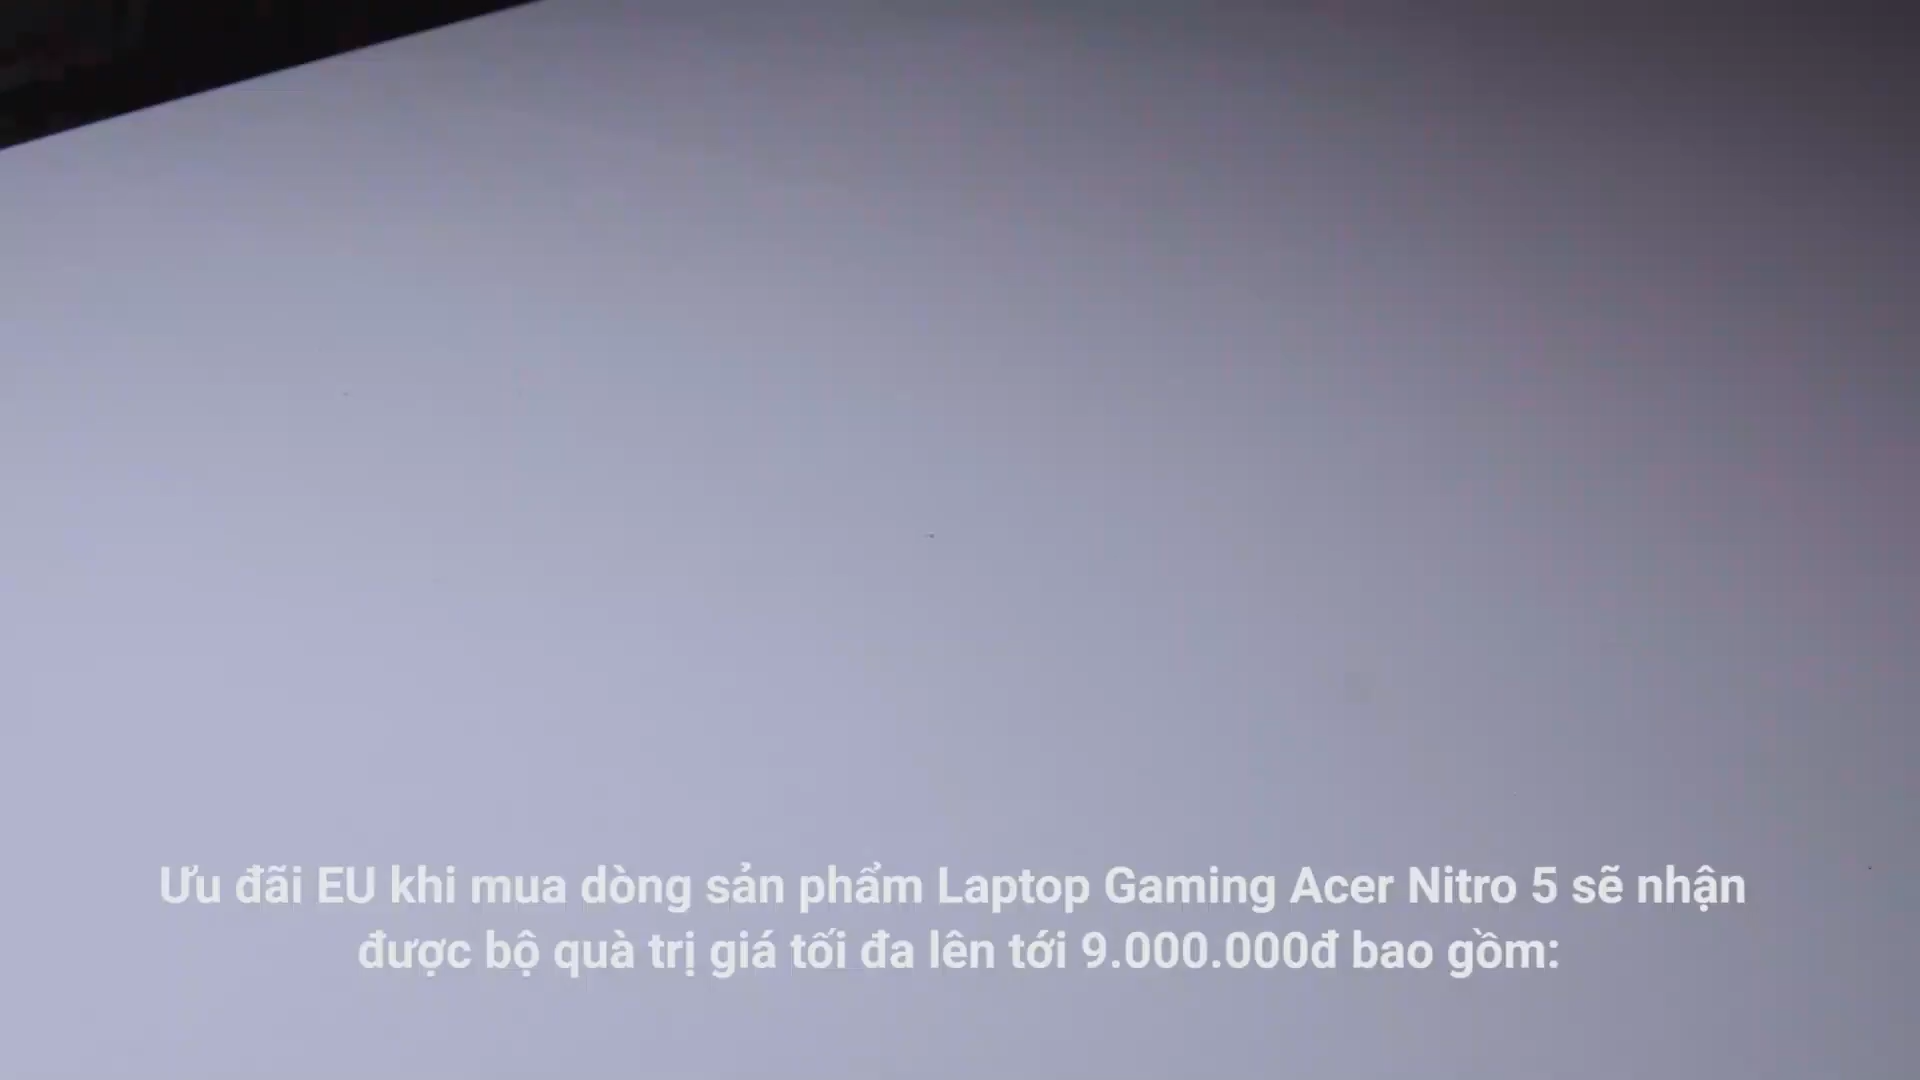 Ưu đãi EU khi mua dòng sản phẩm Laptop Gaming Acer Nitro 5 sẽ nhận
được bộ quà trị giá tối đa lên tới 9.000.000đ bao gồm: